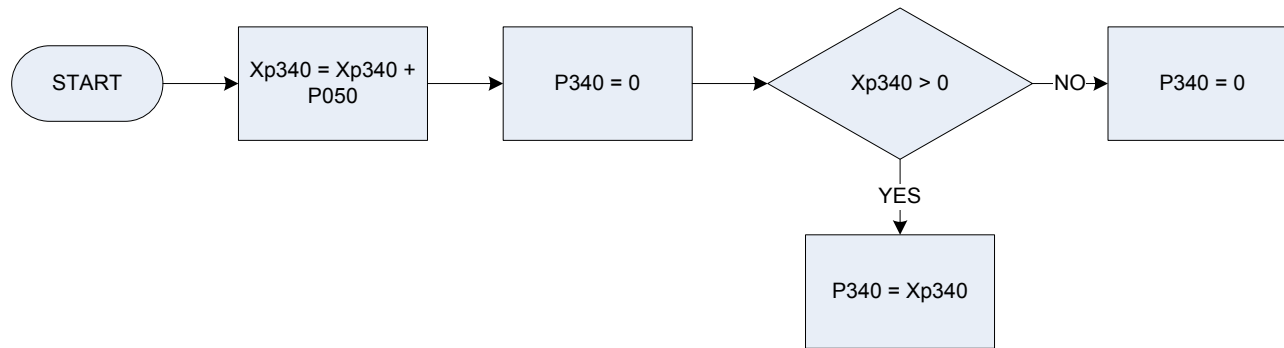 START
Xp340 = Xp340 +
P050
P340 = 0
Xp340 > 0
NO
P340 = 0
YES
P340 = Xp340